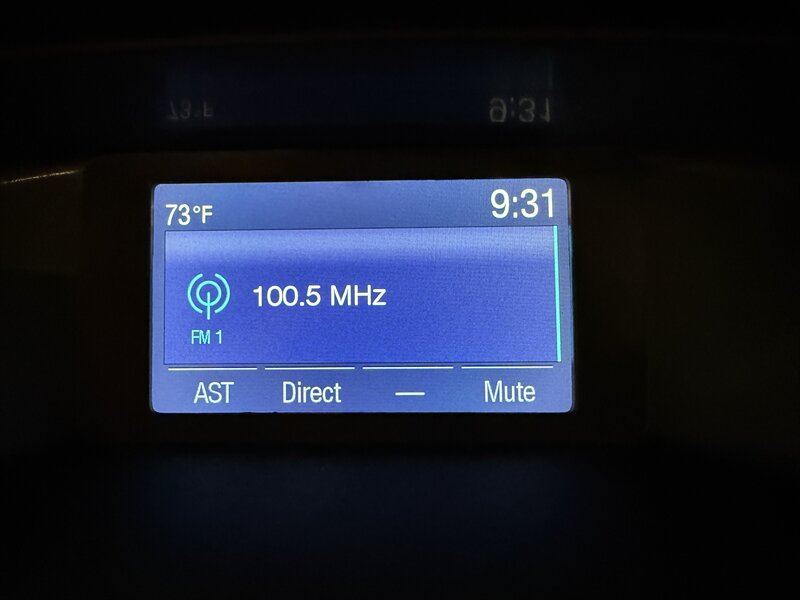 73°F 9:31
100.5 MHz
FM 1
AST Direct — Mute